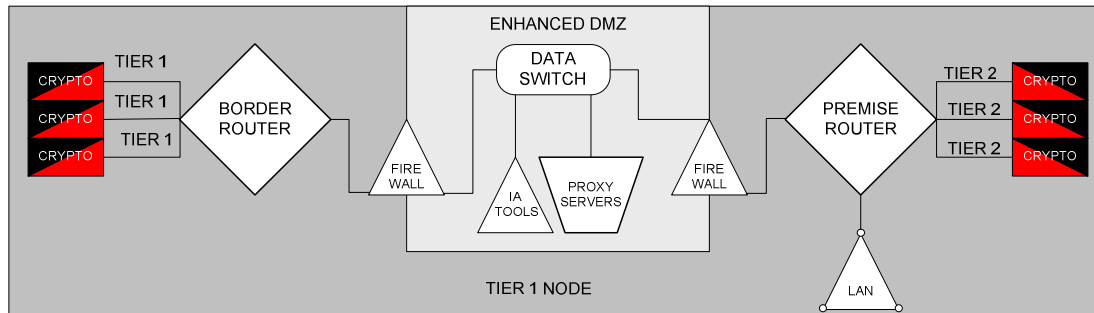 ENHANCED DMZ
TIER 1
CRYPTO
TIER 1
CRYPTO
TIER 1
CRYPTO
BORDER
ROUTER
FIRE
WALL
DATA
SWITCH
IA
TOOLS
PROXY
SERVERS
FIRE
WALL
PREMISE
ROUTER
TIER 2
CRYPTO
TIER 2
CRYPTO
TIER 2
CRYPTO
LAN
TIER 1 NODE